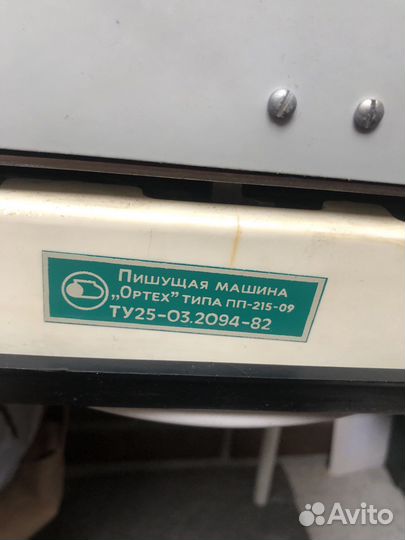 Пишущая машина
„Ортех” типа ПП-215-09
ТУ25-03.2094-82
Avito